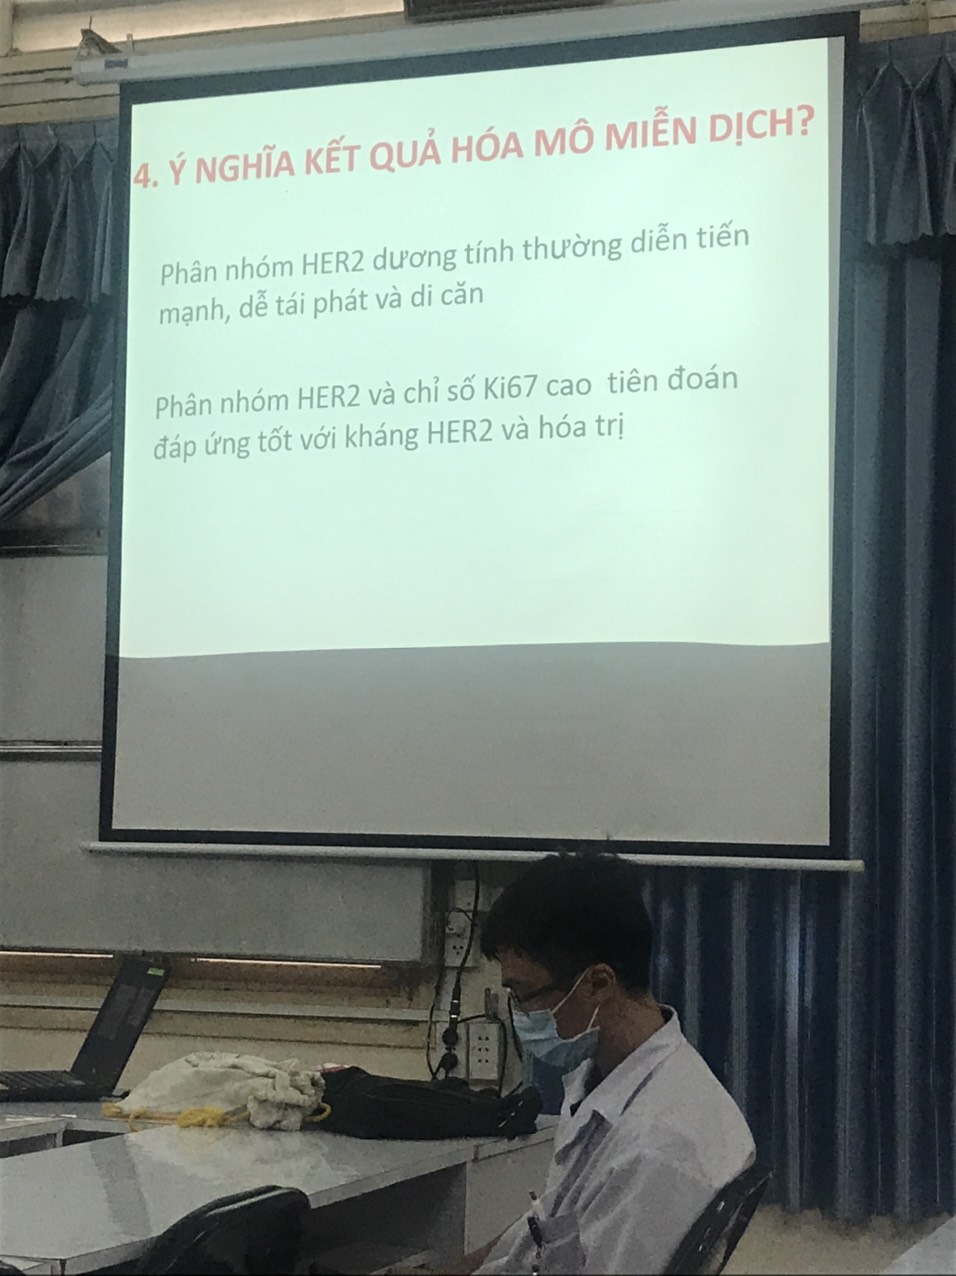 4. Ý NGHĨA KẾT QUẢ HÓA MÔ MIỄN DỊCH?
Phân nhóm HER2 dương tính thường diễn tiến
mạnh, dễ tái phát và di căn
Phân nhóm HER2 và chỉ số Ki67 cao tiên đoán
đáp ứng tốt với kháng HER2 và hóa trị